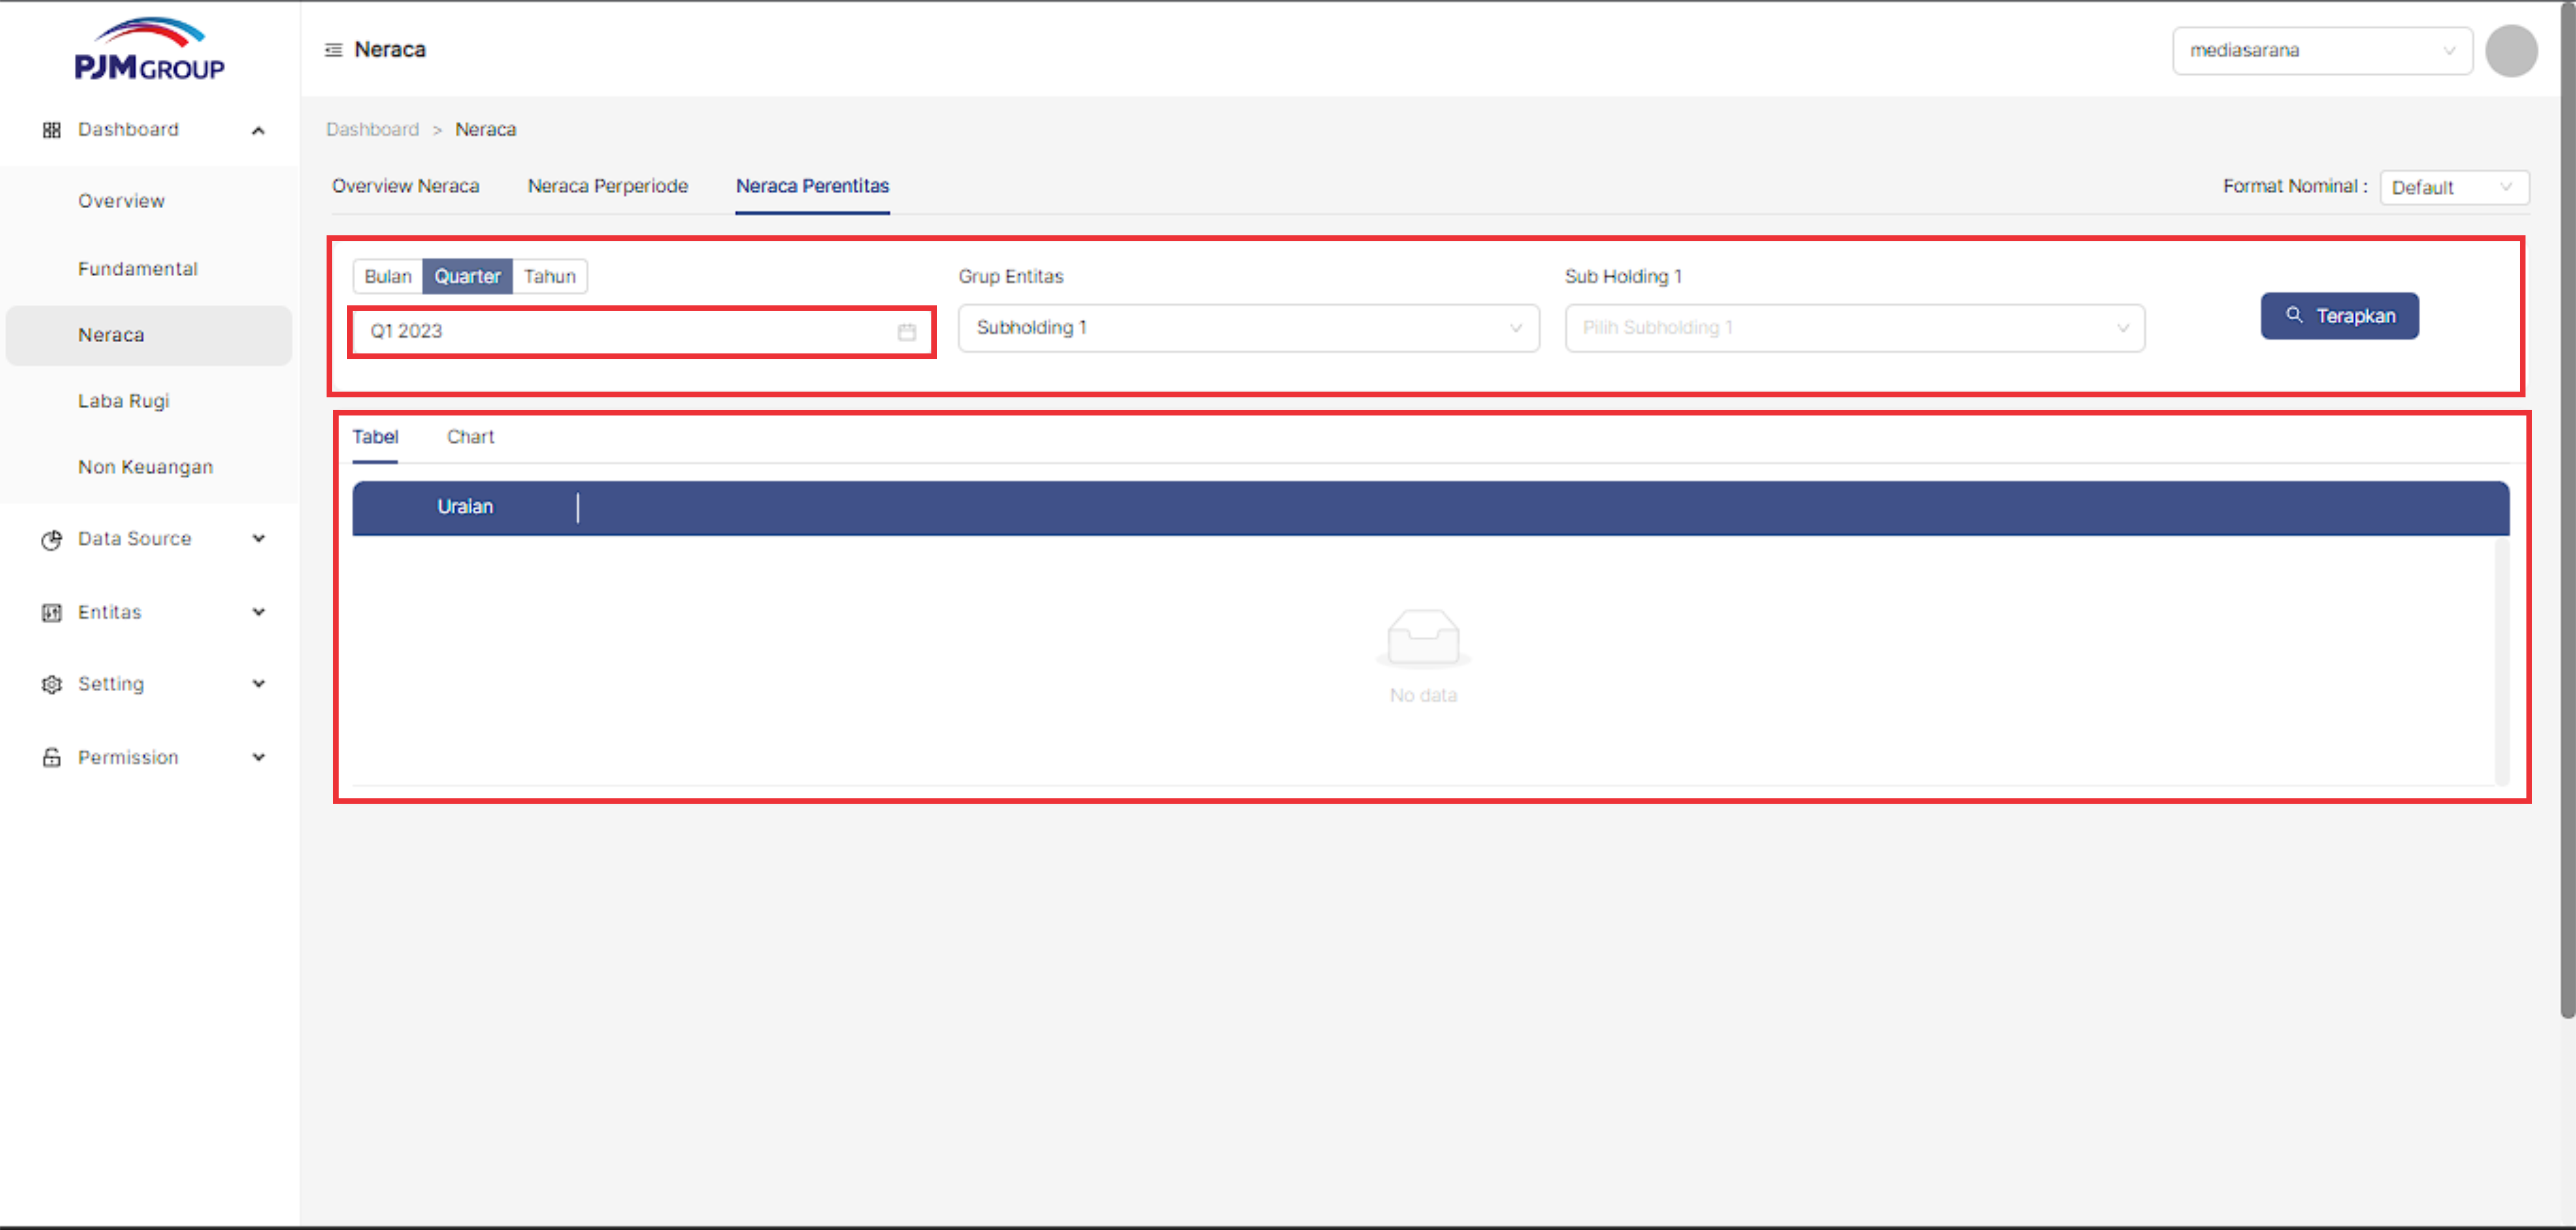 PJM GROUP
Neraca
mediasarana
Dashboard
Overview
Fundamental
Neraca
Laba Rugi
Non Keuangan
Data Source
Entitas
Setting
Permission
Dashboard > Neraca
Overview Neraca Neraca Perperiode Neraca Perentitas
Format Nominal : Default
Bulan Quarter Tahun
Q1 2023
Grup Entitas
Subholding 1
Sub Holding 1
Pilih Subholding 1
Terapkan
Tabel Chart
Uraian
No data